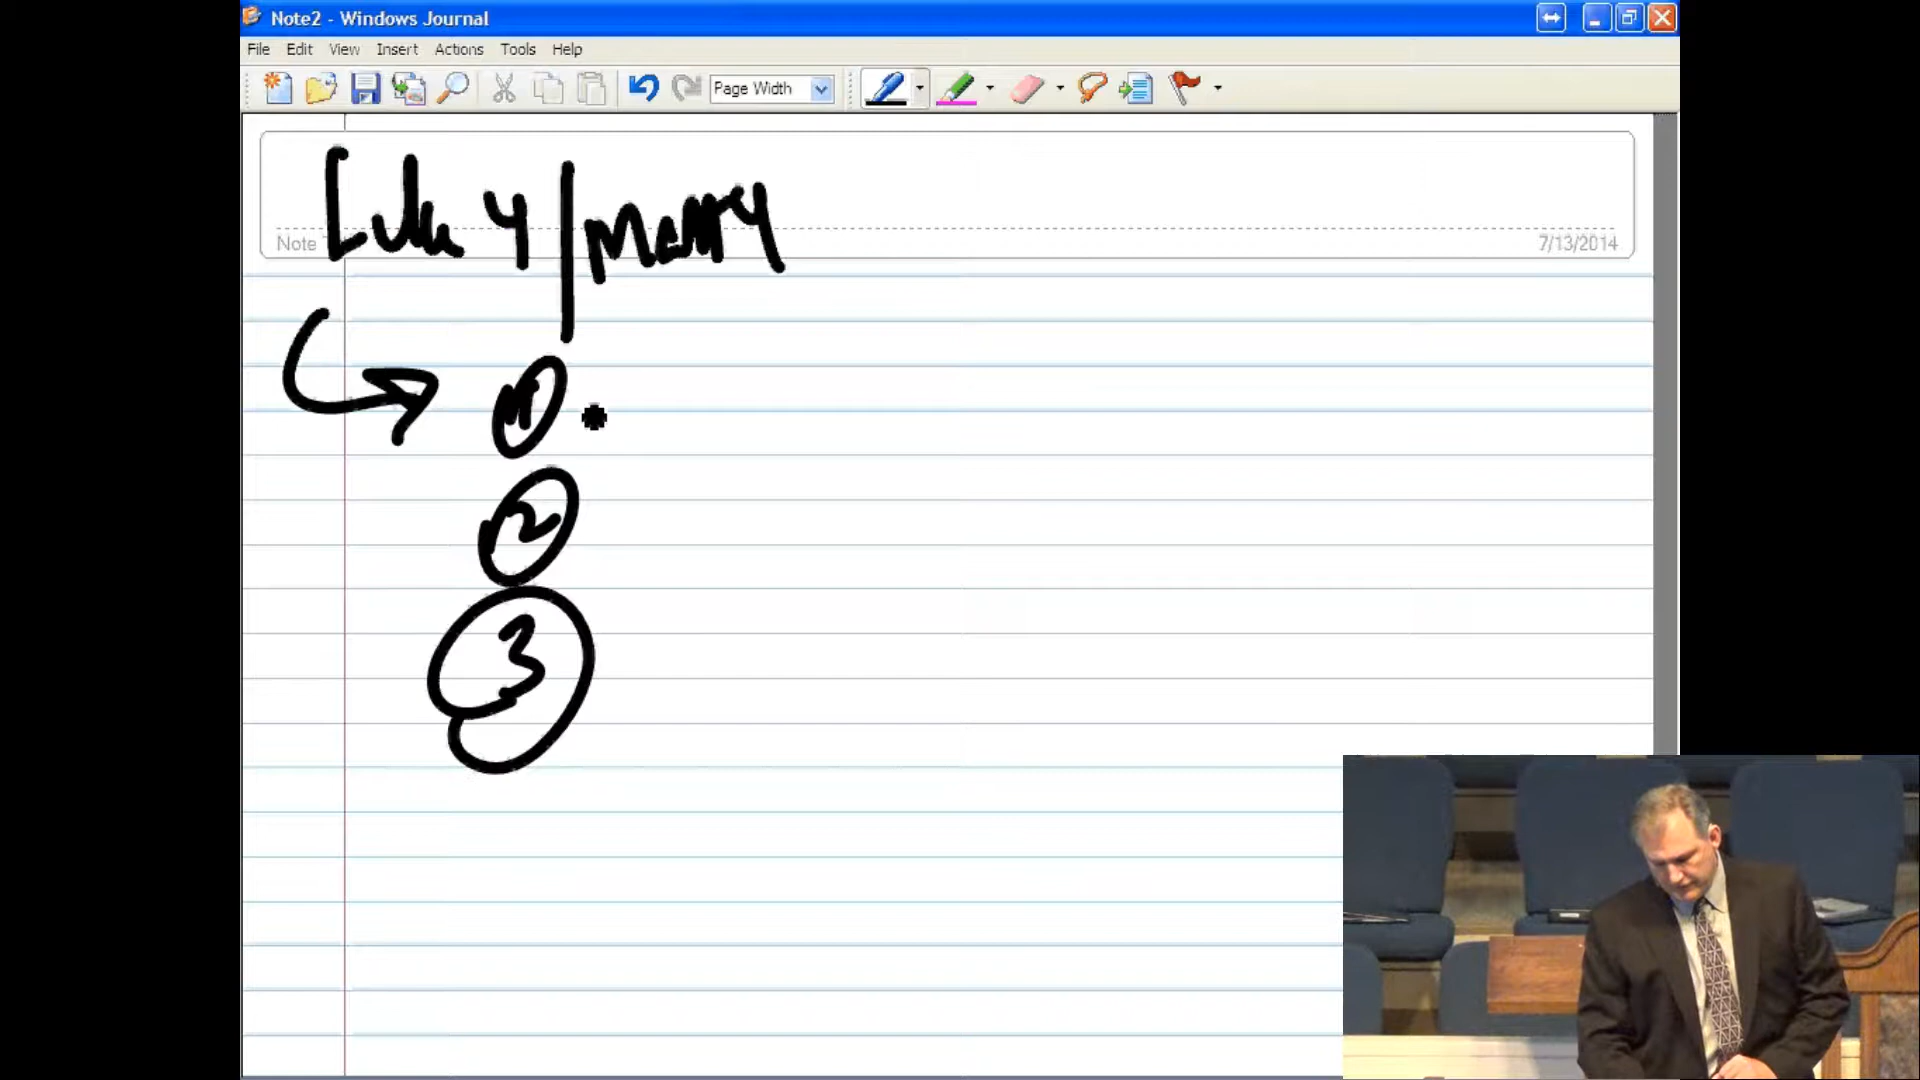 Note2 - Windows Journal
File Edit View Insert Actions Tools Help
Page Width
Luke 4
Note
7/13/2014
1
2
3